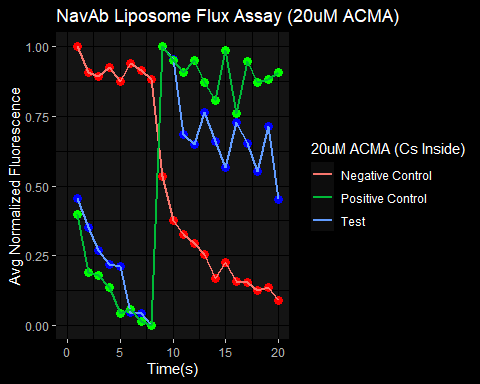 NavAb Liposome Flux Assay (20uM ACMA)
Avg Normalized Fluorescence
1.00
0.75
0.50
0.25
0.00
0
5
10
15
20
Time(s)
20uM ACMA (Cs Inside)
Negative Control
Positive Control
Test